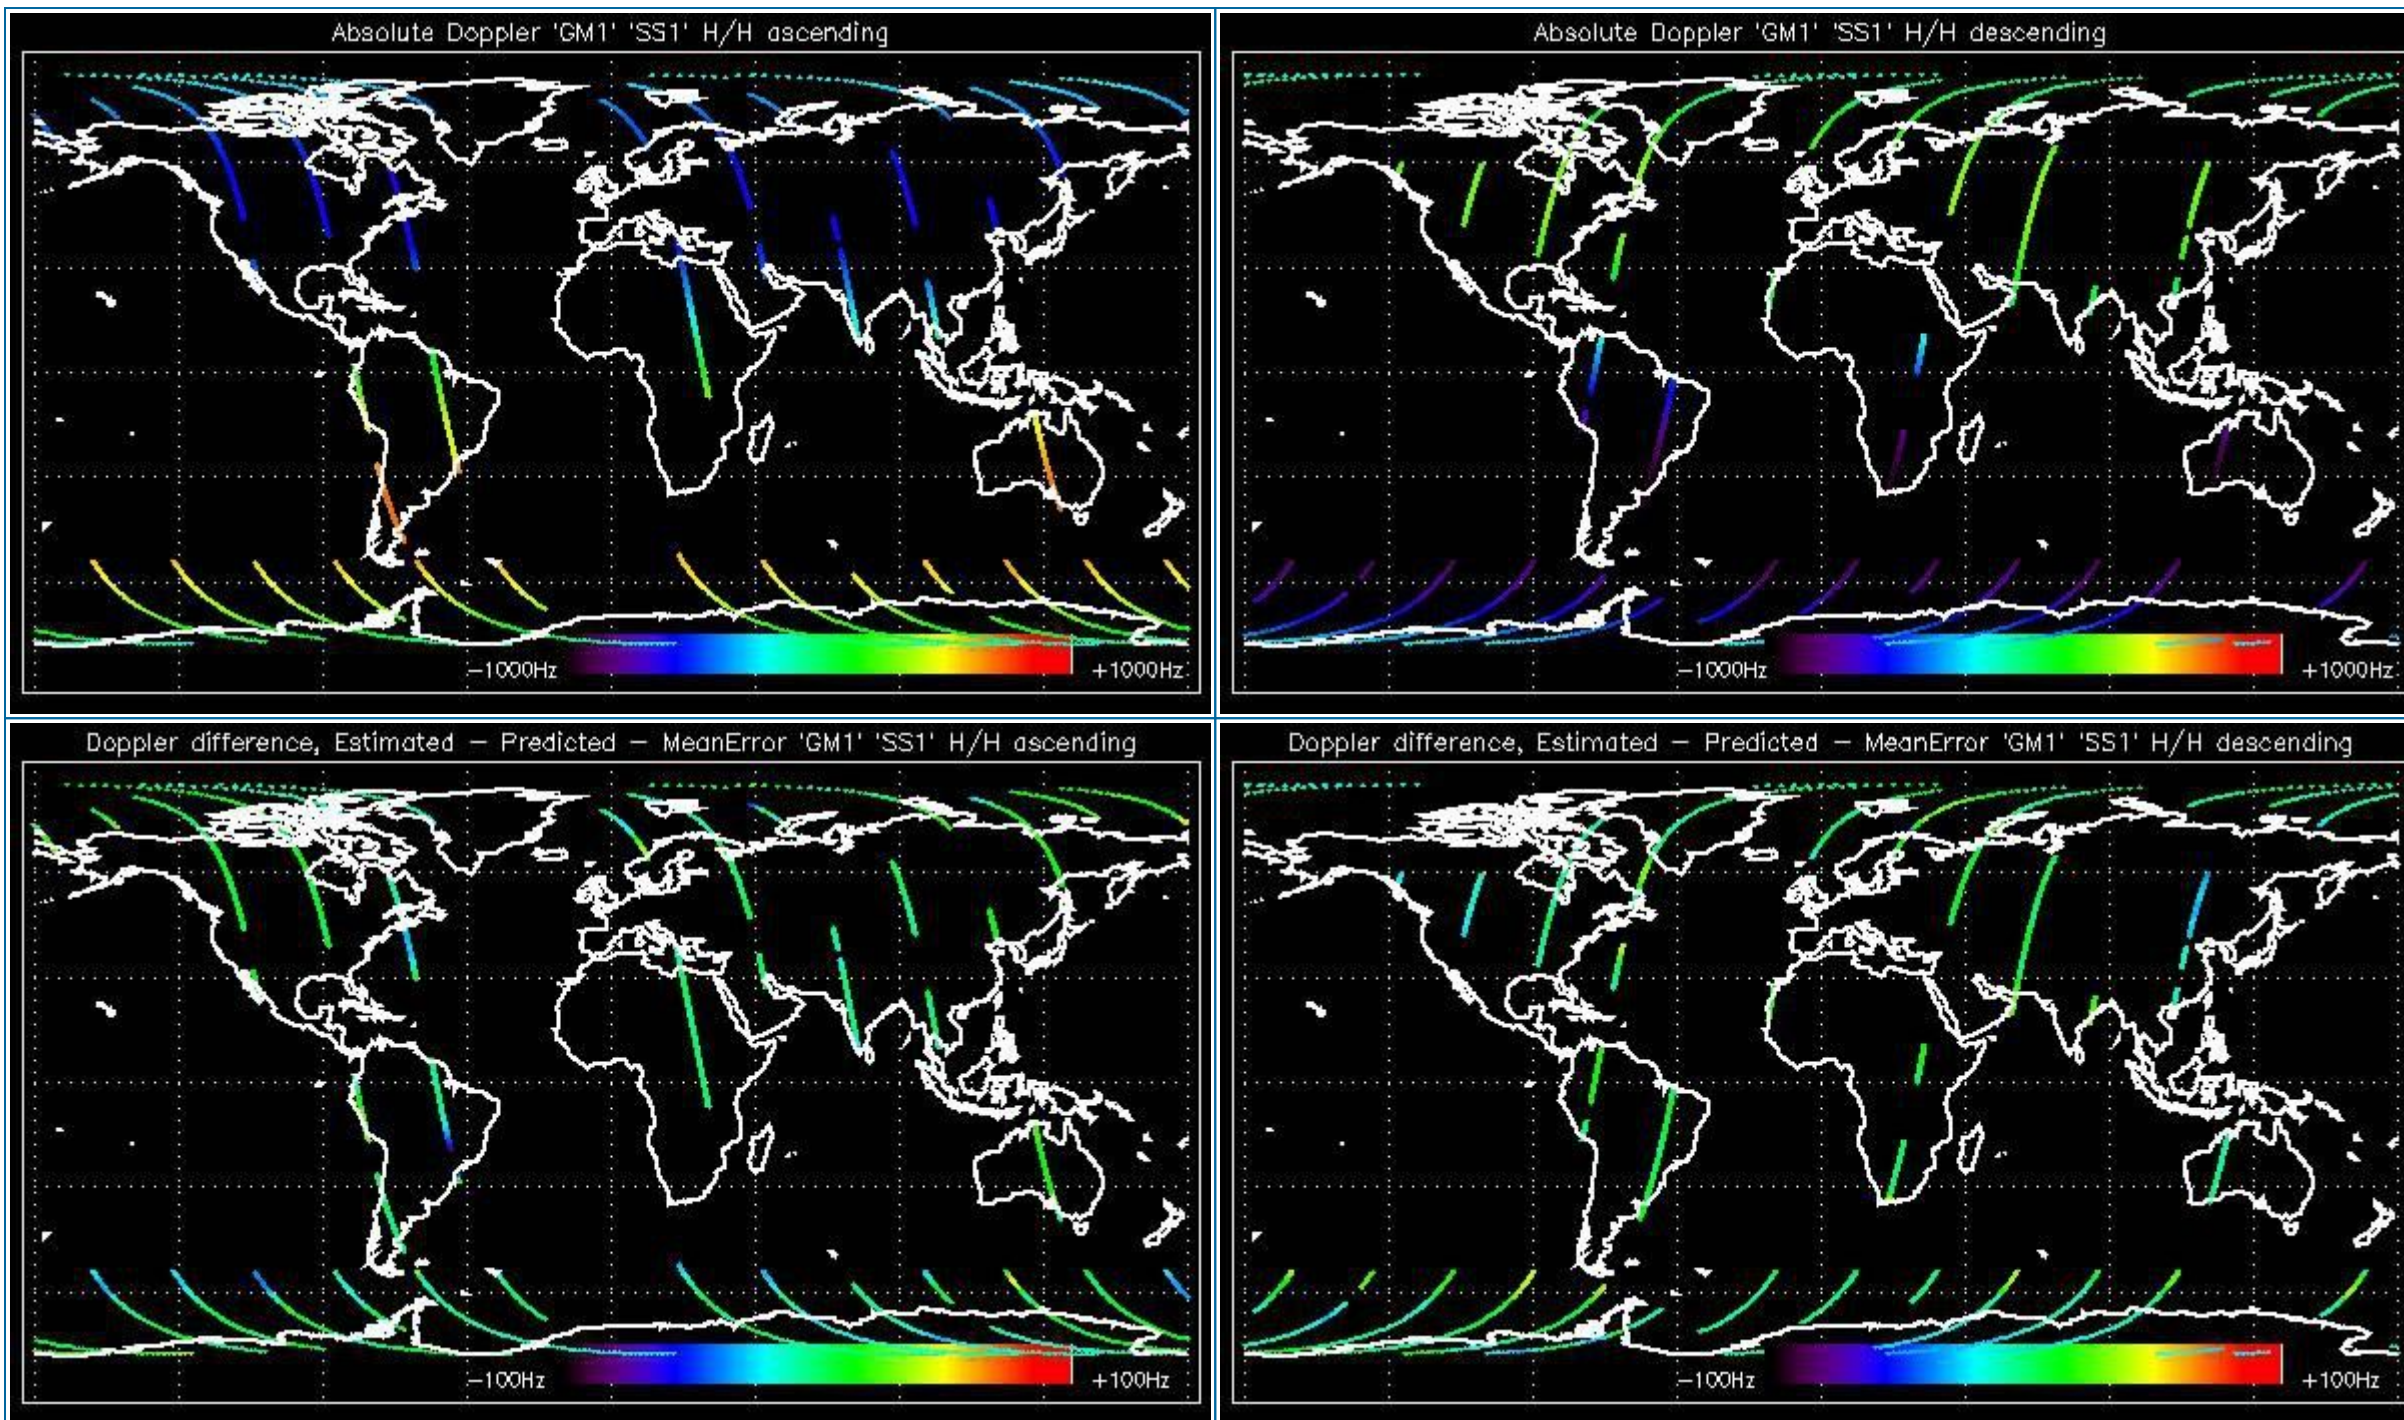 Absolute Doppler 'GM1' 'SS1' H/H ascending
-1000Hz
+1000Hz
Absolute Doppler 'GM1' 'SS1' H/H descending
-1000Hz
+1000Hz
Doppler difference, Estimated - Predicted - MeanError 'GM1' 'SS1' H/H ascending
-100Hz
+100Hz
Doppler difference, Estimated - Predicted - MeanError 'GM1' 'SS1' H/H descending
-100Hz
+100Hz